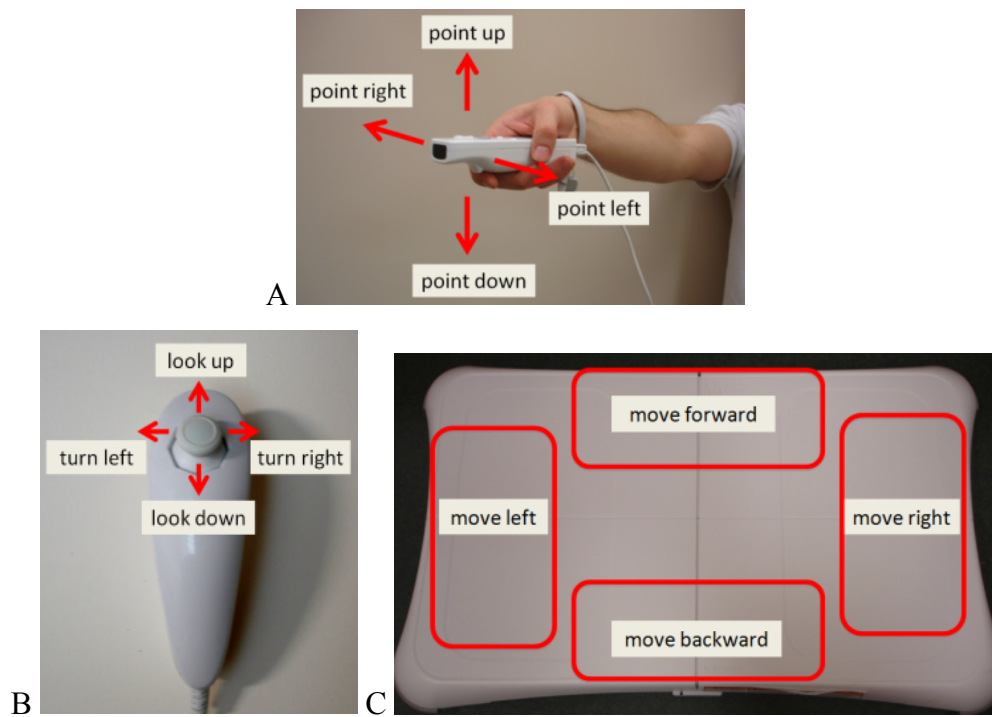 point up
point right
point left
point down
A
look up
turn left
turn right
look down
B
move forward
move left
move right
move backward
C